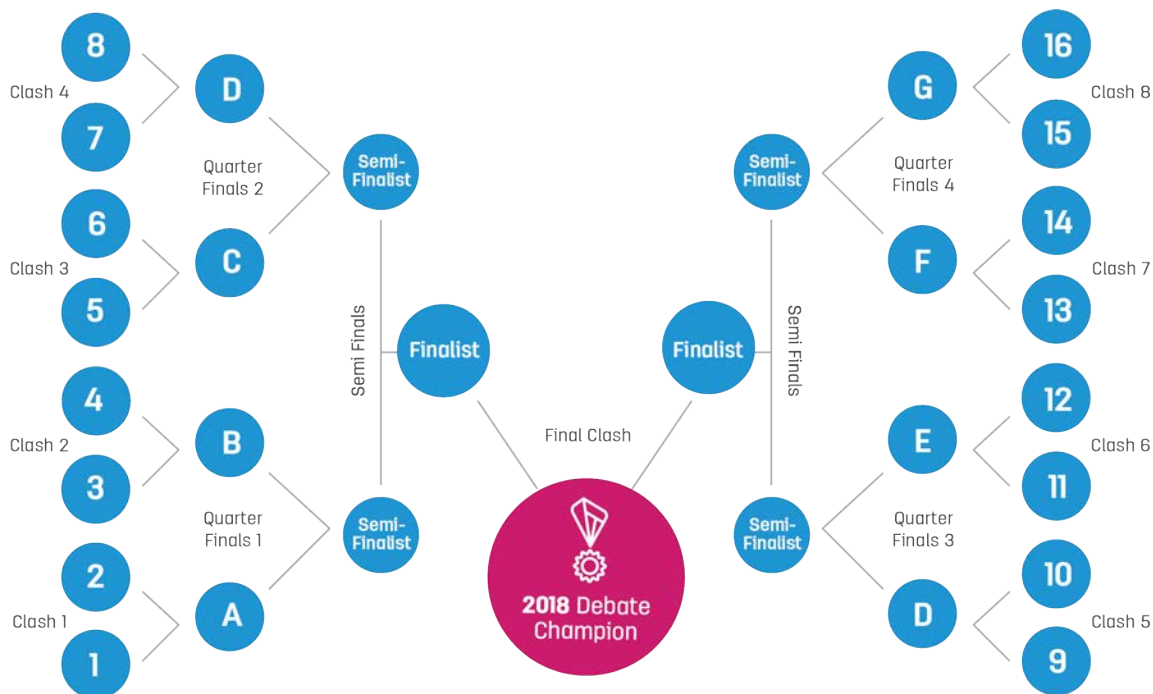 8
Clash 4
7
D
Quarter
Finals 2
6
Clash 3
5
C
Semi-
Finalist
4
Clash 2
3
B
Quarter
Finals 1
2
Clash 1
1
A
Semi-
Finalist
Semi Finals
Finalist
Final Clash
2018 Debate
Champion
Finalist
Semi Finals
Semi-
Finalist
G
Quarter
Finals 4
F
16
Clash 8
15
14
Clash 7
13
Semi-
Finalist
E
Quarter
Finals 3
D
12
Clash 6
11
10
Clash 5
9